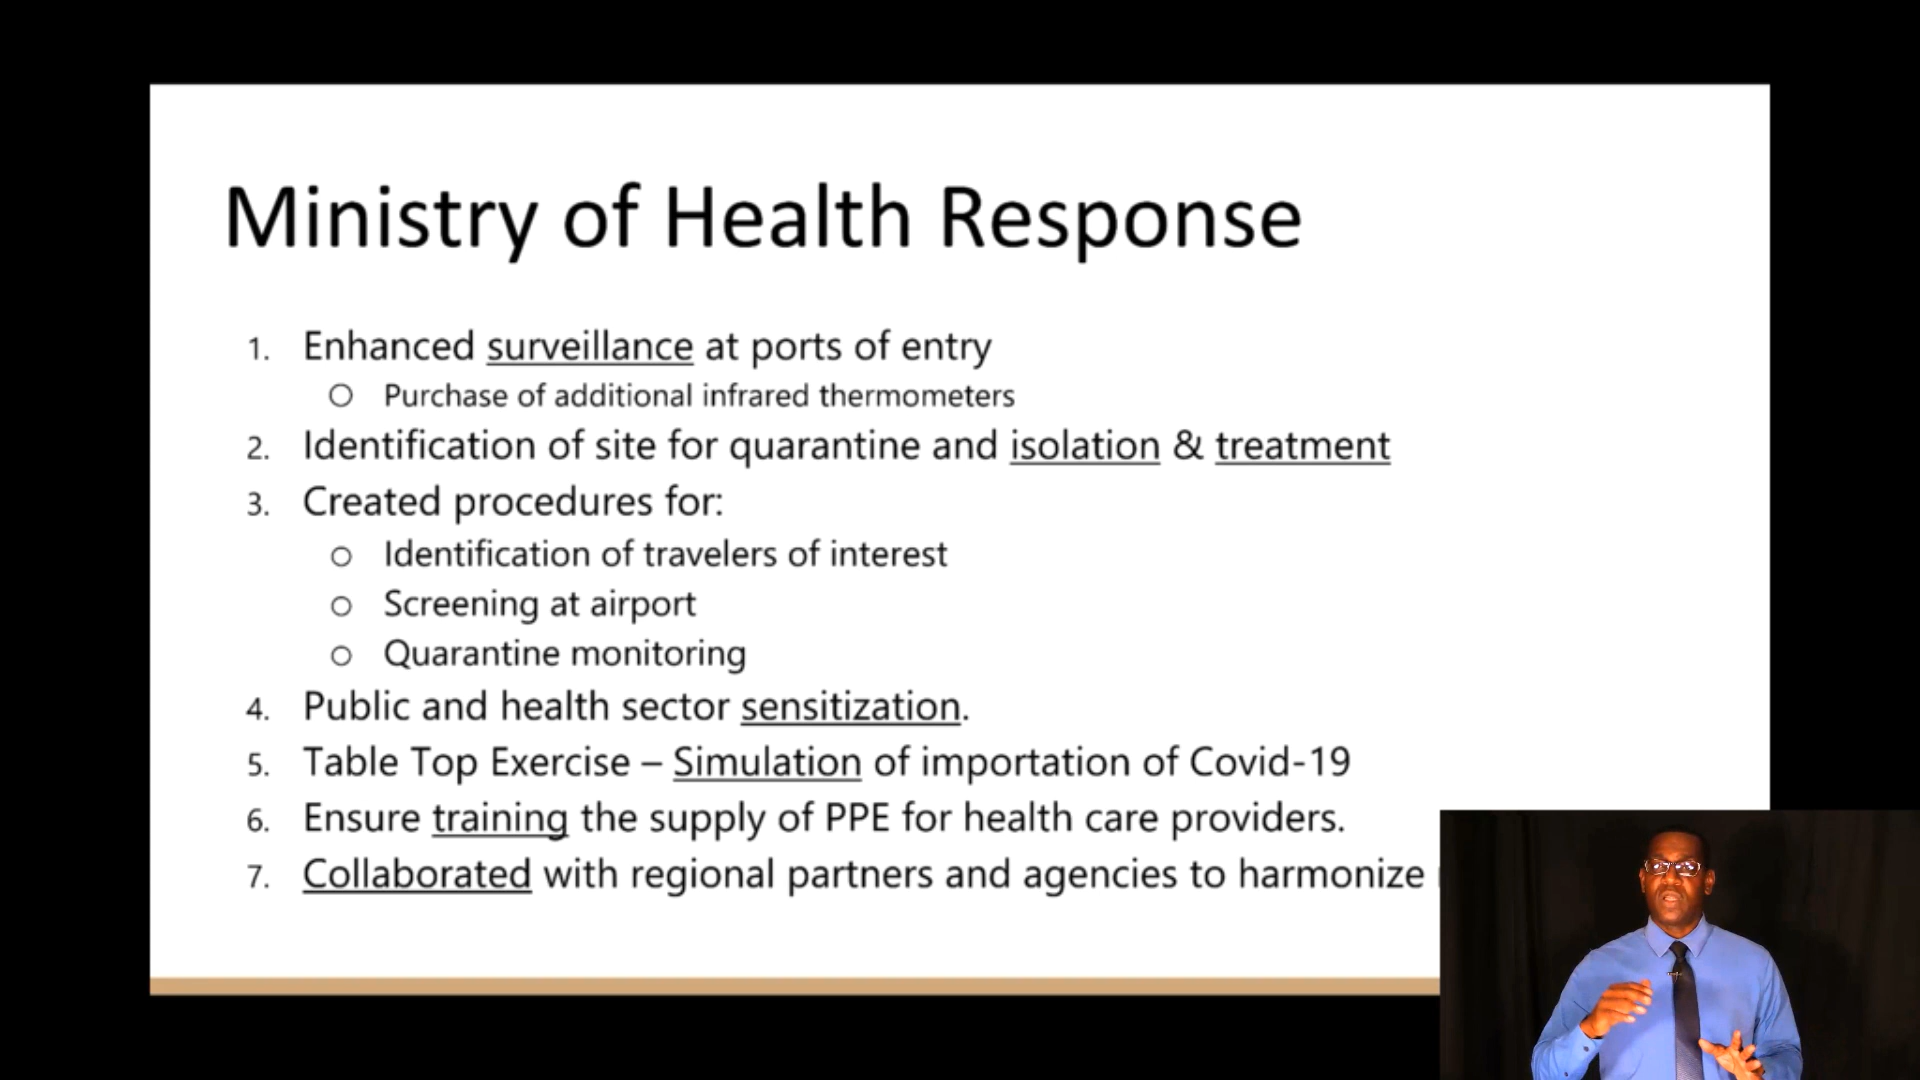 Ministry of Health Response
1. Enhanced surveillance at ports of entry
O Purchase of additional infrared thermometers
2. Identification of site for quarantine and isolation & treatment
3. Created procedures for:
o Identification of travelers of interest
o Screening at airport
o Quarantine monitoring
4. Public and health sector sensitization.
5. Table Top Exercise – Simulation of importation of Covid-19
6. Ensure training the supply of PPE for health care providers.
7. Collaborated with regional partners and agencies to harmonize